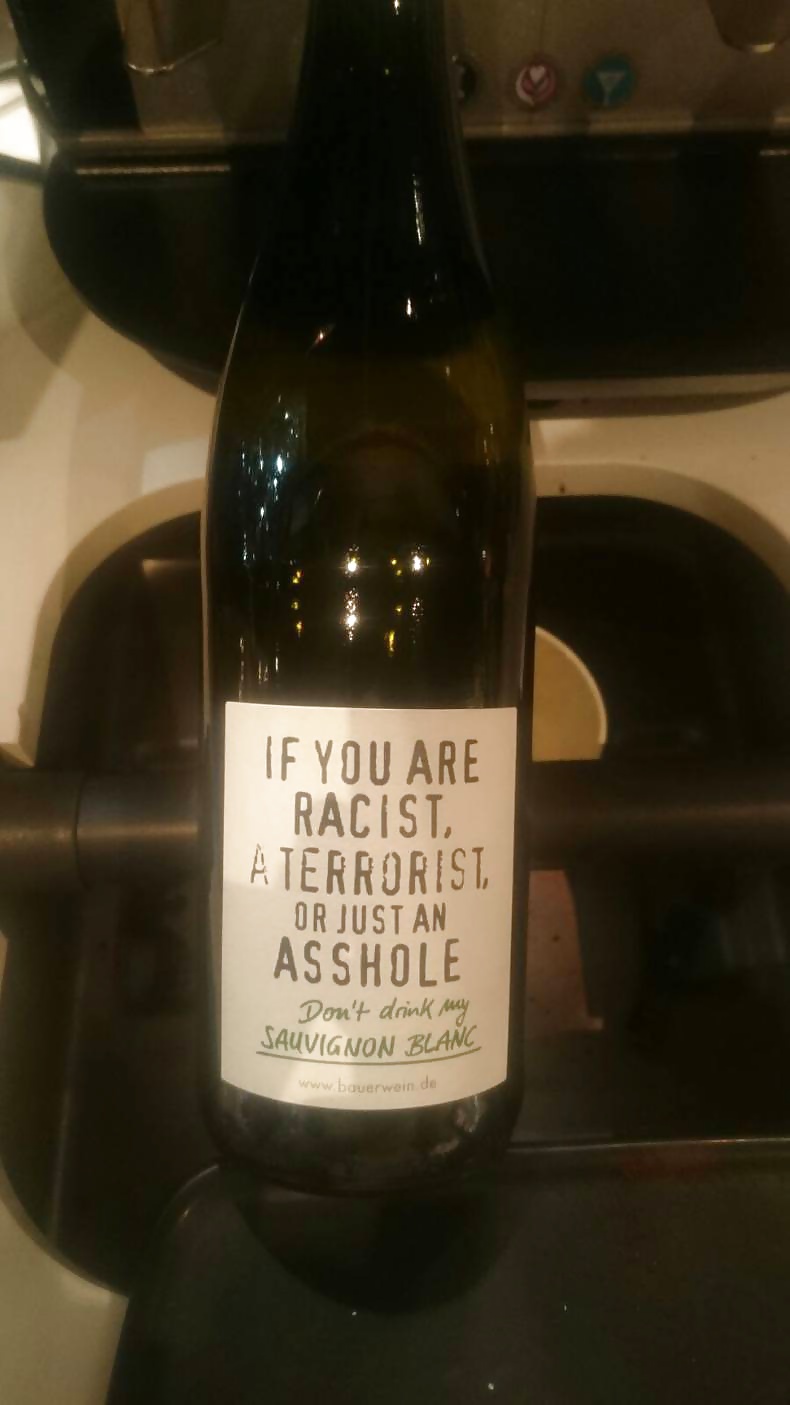 IF YOU ARE
RACIST,
A TERRORIST,
OR JUST AN
ASSHOLE
Don't drink my
SAUVIGNON BLANC
www.bauerwein.de